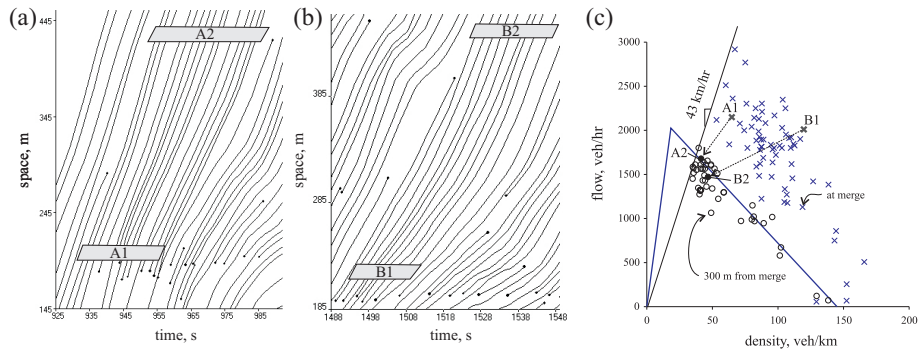 (a)
445
A2
345
space, m
245
A1
145
925
935
945
955
965
975
985
time, s
(b)
B2
385
space, m
285
B1
185
1488
1498
1508
1518
1528
1538
1548
time, s
(c)
3000
2500
2000
1500
1000
500
0
flow, veh/hr
43 km/hr
A1
B1
A2
B2
at merge
300 m from merge
0
50
100
150
200
density, veh/km